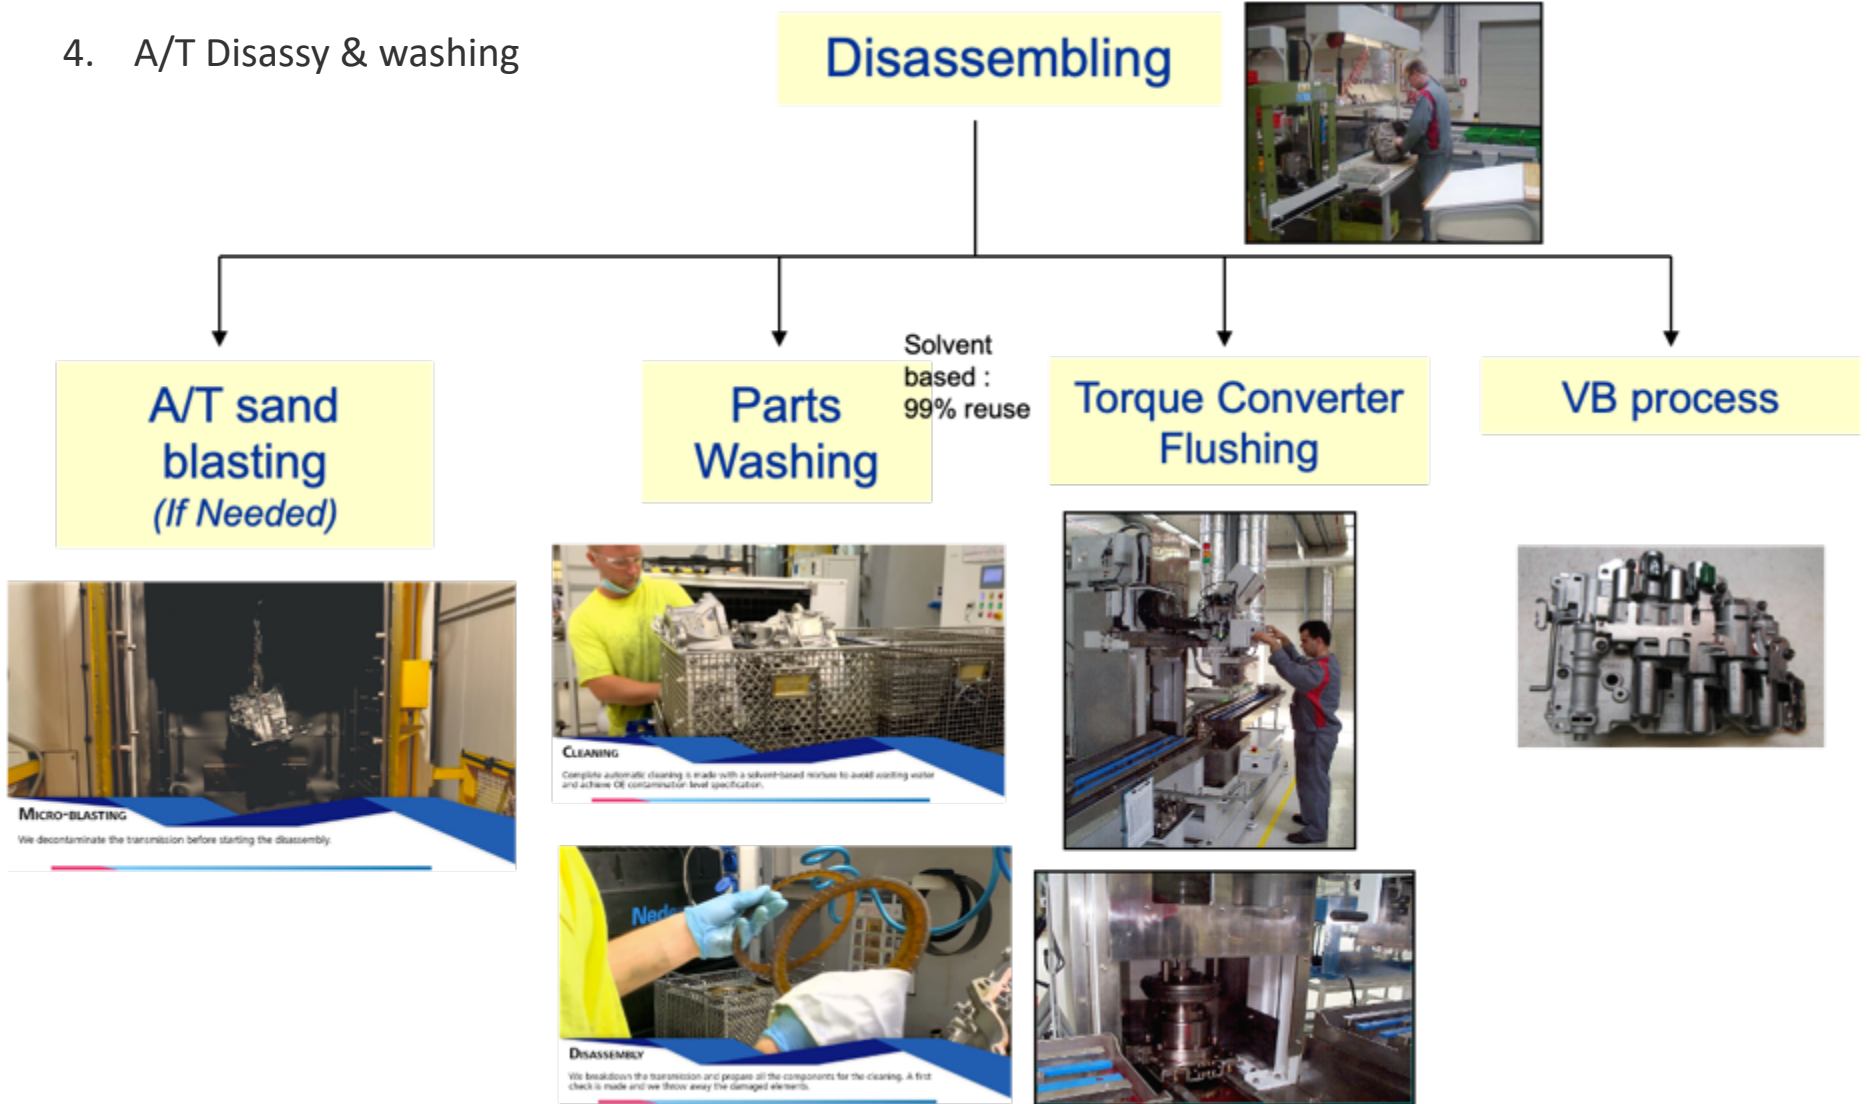 4. A/T Disassy & washing
Disassembling
A/T sand
blasting
(If Needed)
Parts
Washing
Solvent
based :
99% reuse
Torque Converter
Flushing
VB process
MICRO-BLASTING
We decontaminate the transmission before starting the disassembly.
CLEANING
Complete automatic cleaning is made with a solvent-based mixture to avoid wasting water
and achieve OE contamination level specification.
Nede
DISASSEMBLY
We breakdown the transmission and prepare all the components for the cleaning. A first
check is made and we throw away the damaged elements.